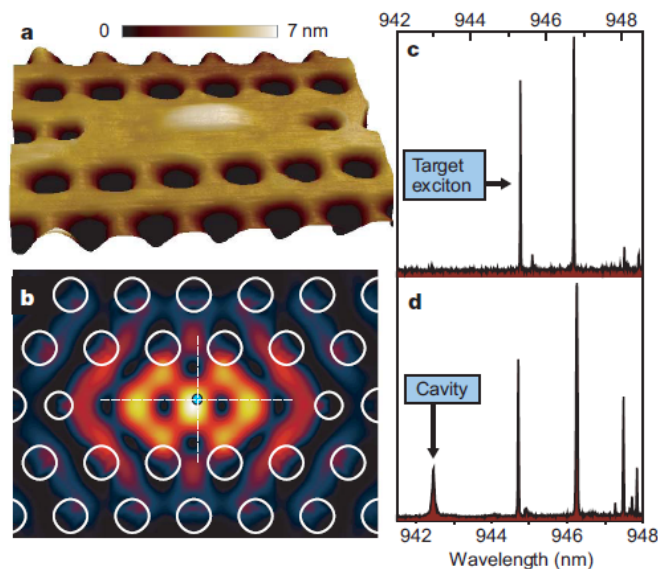 a 0 7 nm
942 944 946 948
c
Target
exciton
b
d
Cavity
942 944 946 948
Wavelength (nm)